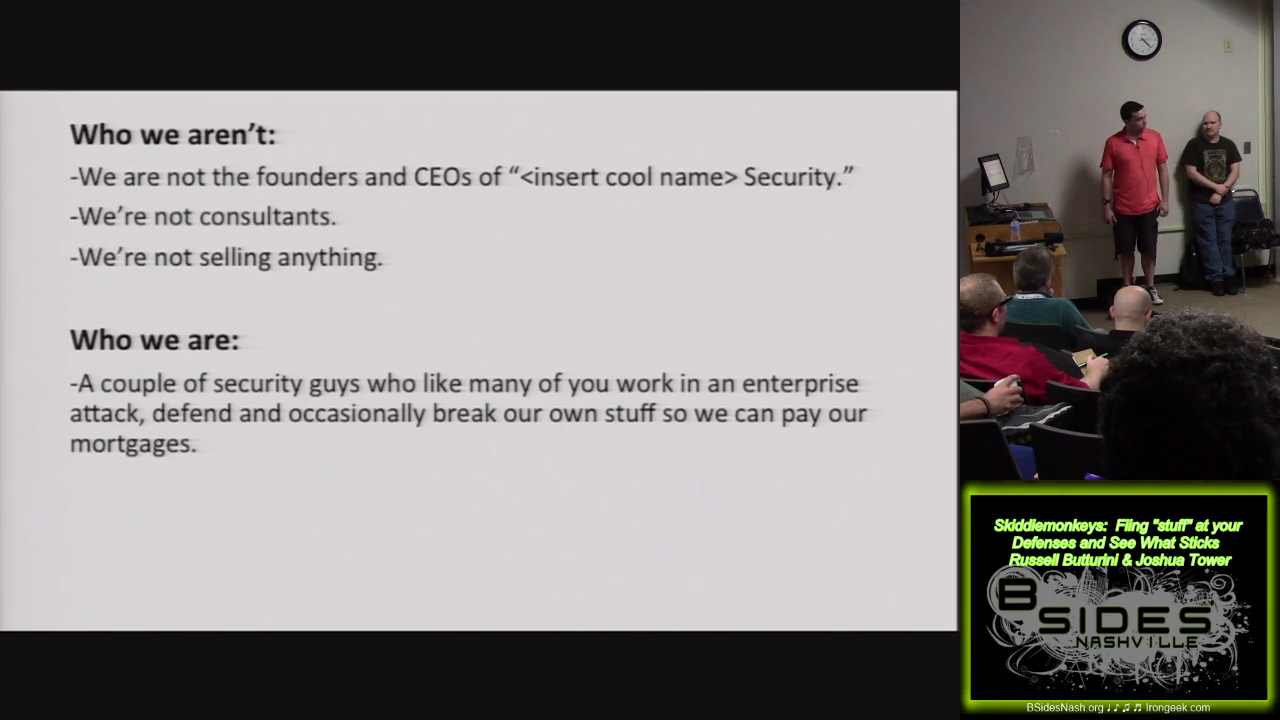 Who we aren't:
-We are not the founders and CEOs of “<insert cool name> Security.”
-We're not consultants.
-We're not selling anything.
Who we are:
-A couple of security guys who like many of you work in an enterprise
attack, defend and occasionally break our own stuff so we can pay our
mortgages.
Skiddiemonkeys: Fling "stuff" at your
Defenses and See What Sticks
Russell Butturini & Joshua Tower
BSIDES
NASHVILLE
BSidesNash.org ♩ ♪ ♫ ♬ Irongeek.com